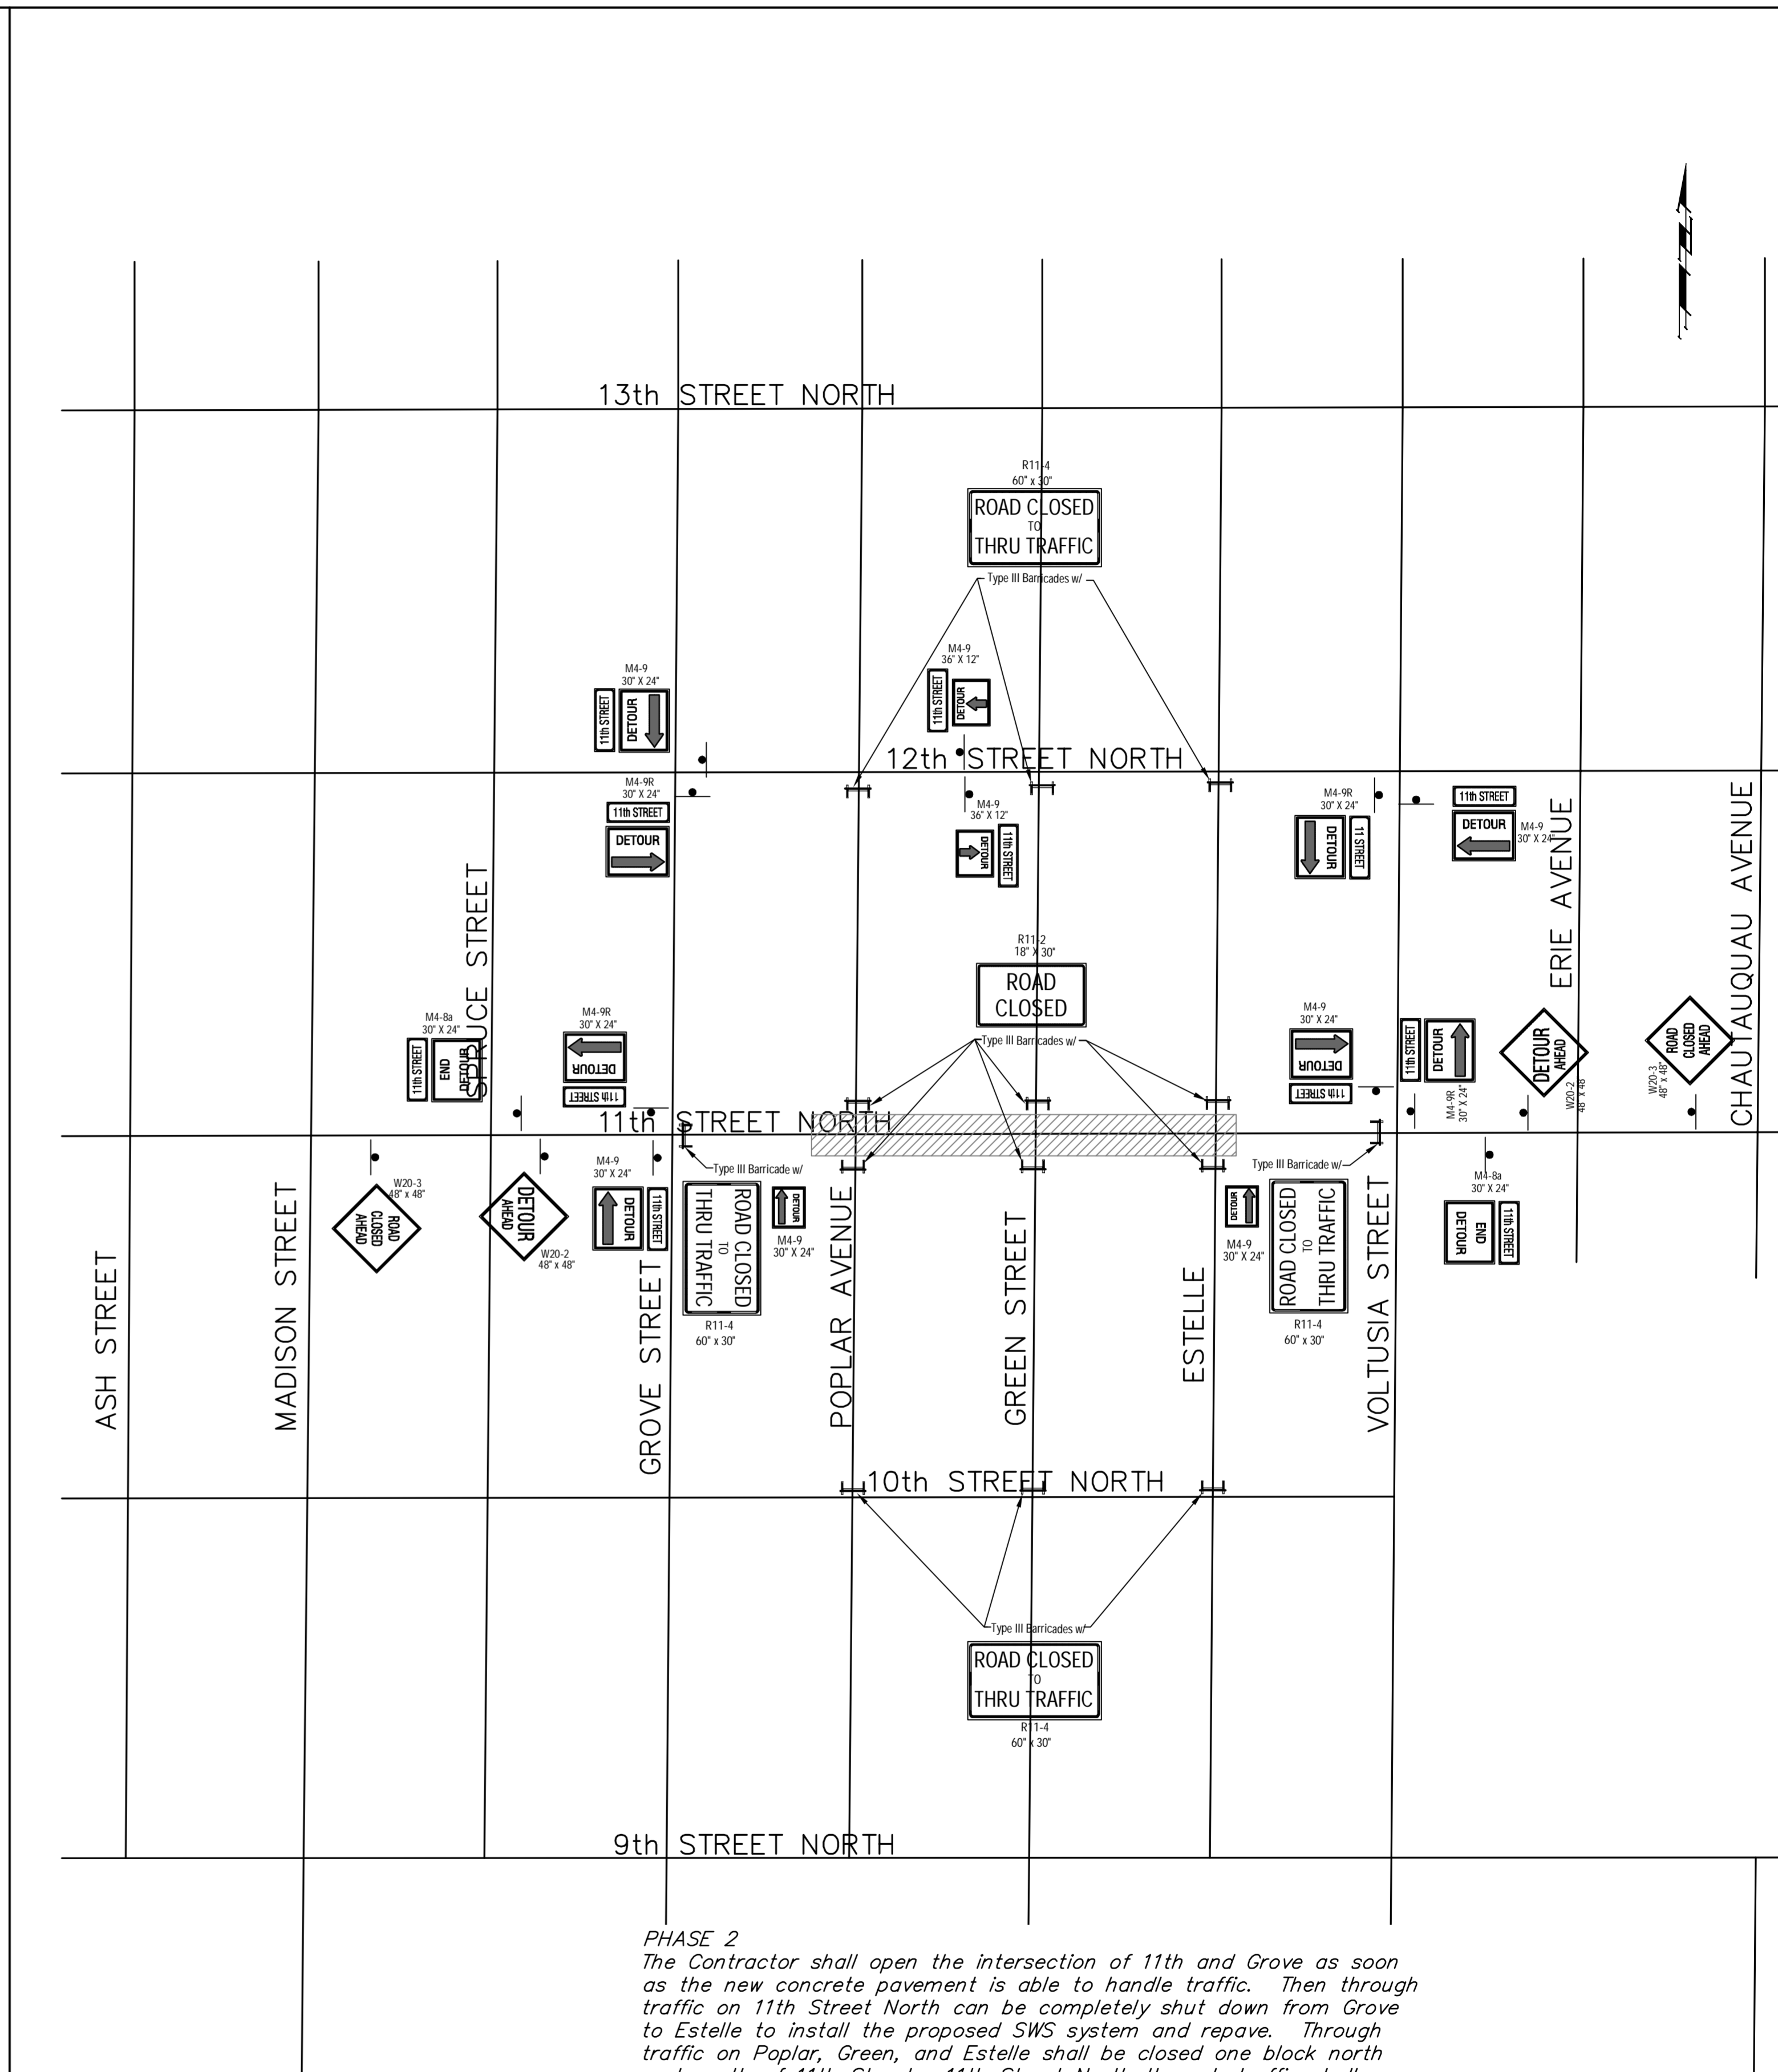 13th STREET NORTH
R11-4
60" x 30"
ROAD CLOSED
TO
THRU TRAFFIC
Type III Barricades w/
M4-9
30" X 24"
11th STREET
DETOUR
M4-9
36" X 12"
11th STREET
DETOUR
12th STREET NORTH
M4-9R
30" X 24"
11th STREET
DETOUR
M4-9
36" X 12"
DETOUR
11th STREET
M4-9R
30" X 24"
DETOUR
11 STREET
11th STREET
DETOUR
M4-9
30" X 24"
SPRUCE STREET
ERIE AVENUE
CHAUTAUQUAU AVENUE
R11-2
18" X 30"
ROAD
CLOSED
Type III Barricades w/
M4-8a
30" X 24"
11th STREET
END
DETOUR
M4-9R
30" X 24"
DETOUR
11th STREET
M4-9
30" X 24"
DETOUR
11th STREET
11th STREET
DETOUR
M4-9R
30" X 24"
DETOUR
AHEAD
W20-2
48" x 48"
ROAD
CLOSED
AHEAD
W20-3
48" x 48"
11th STREET NORTH
W20-3
48" x 48"
ROAD
CLOSED
AHEAD
DETOUR
AHEAD
W20-2
48" x 48"
M4-9
30" X 24"
DETOUR
11th STREET
Type III Barricade w/
ROAD CLOSED
TO
THRU TRAFFIC
R11-4
60" x 30"
DETOUR
M4-9
30" X 24"
Type III Barricade w/
DETOUR
M4-9
30" X 24"
ROAD CLOSED
TO
THRU TRAFFIC
R11-4
60" x 30"
M4-8a
30" X 24"
END
DETOUR
11th STREET
ASH STREET
MADISON STREET
GROVE STREET
POPLAR AVENUE
GREEN STREET
ESTELLE
VOLTUSIA STREET
10th STREET NORTH
Type III Barricades w/
ROAD CLOSED
TO
THRU TRAFFIC
R11-4
60" x 30"
9th STREET NORTH
PHASE 2
The Contractor shall open the intersection of 11th and Grove as soon
as the new concrete pavement is able to handle traffic. Then through
traffic on 11th Street North can be completely shut down from Grove
to Estelle to install the proposed SWS system and repave. Through
traffic on Poplar, Green, and Estelle shall be closed one block north